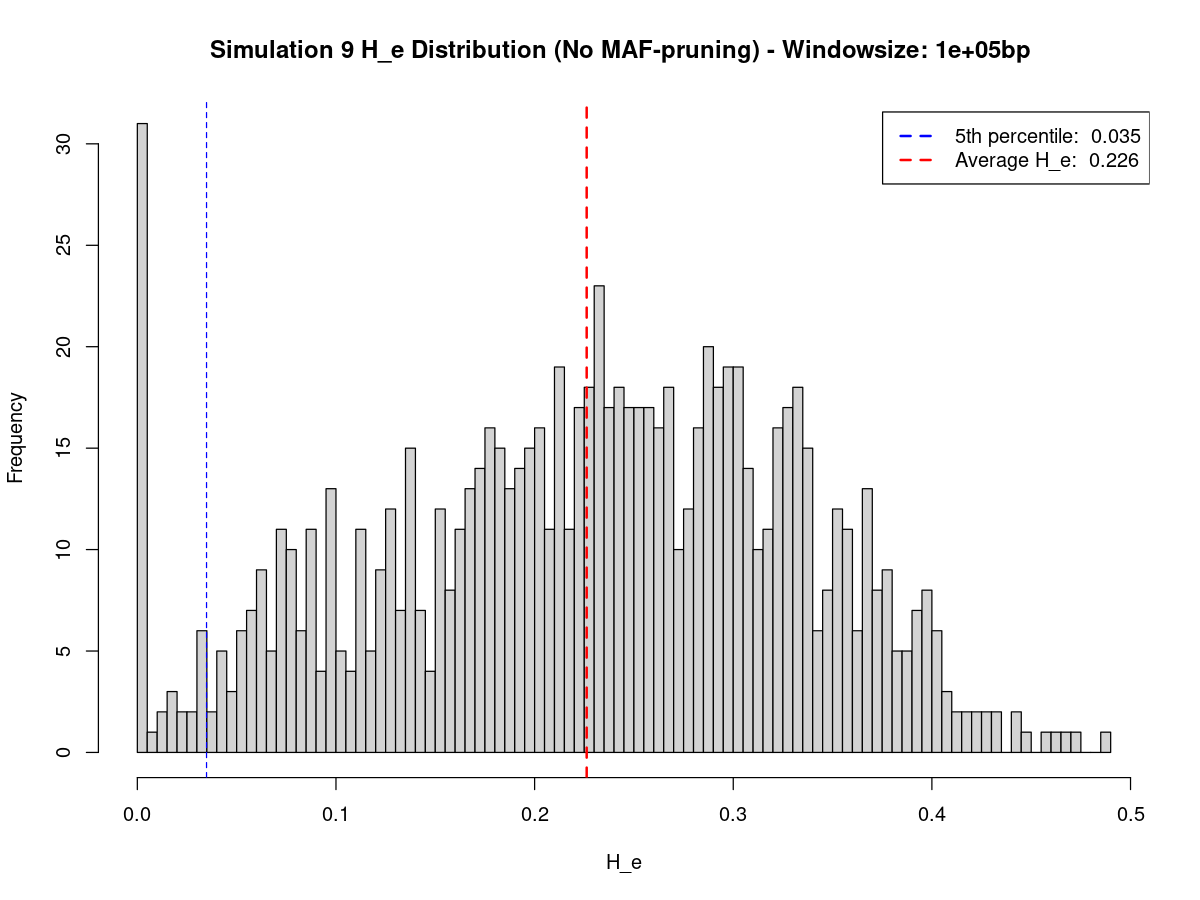 Simulation 9 H_e Distribution (No MAF-pruning) - Windowsize: 1e+05bp
5th percentile: 0.035
Average H_e: 0.226
Frequency
30
25
20
15
10
5
0
0.0 0.1 0.2 0.3 0.4 0.5
H_e